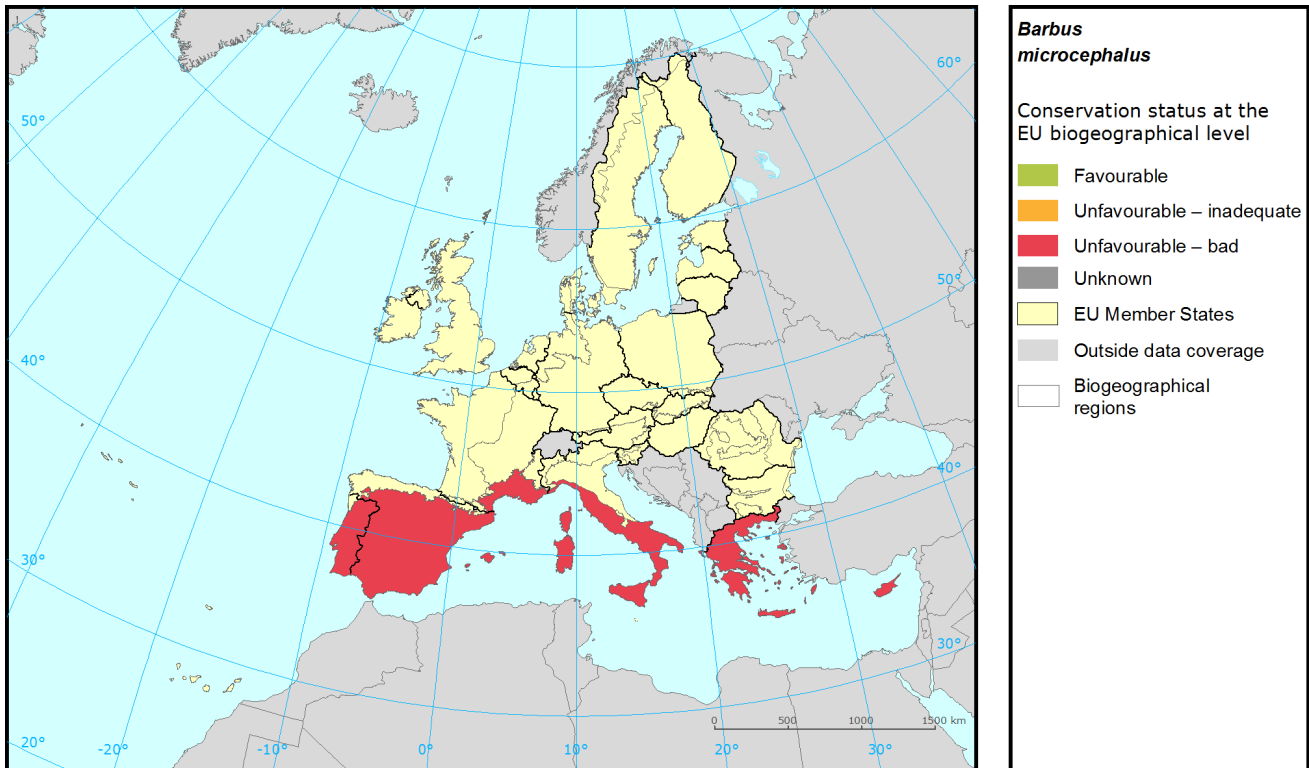 60°
50°
50°
40°
40°
30°
30°
0 500 1000 1500 km
20° -20° -10° 0° 10° 20° 30°
Barbus
microcephalus
Conservation status at the
EU biogeographical level
Favourable
Unfavourable – inadequate
Unfavourable – bad
Unknown
EU Member States
Outside data coverage
Biogeographical
regions